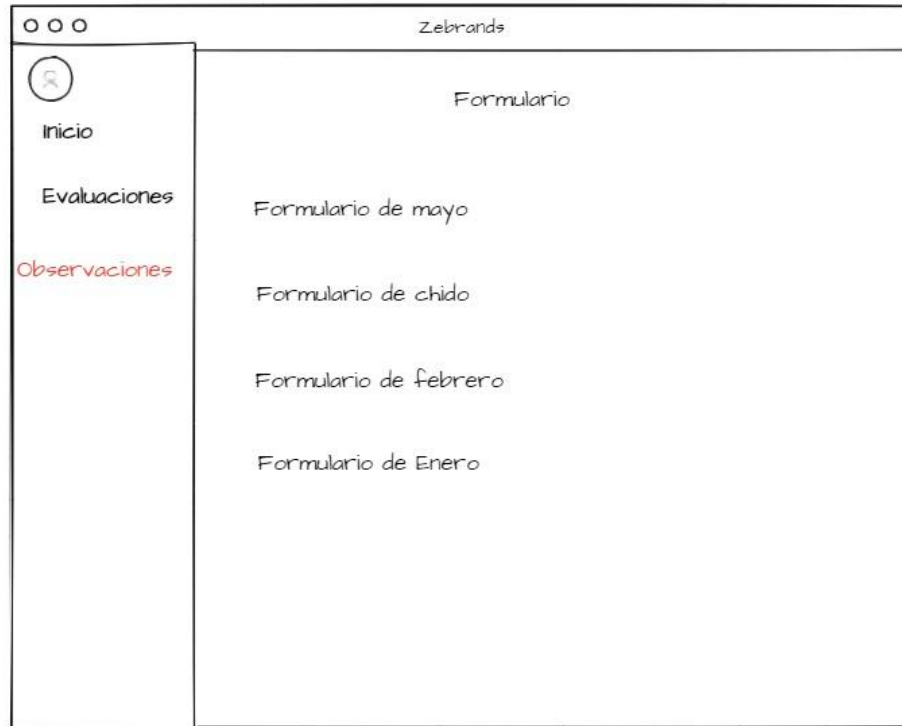 Zebrands
Inicio
Evaluaciones
Observaciones
Formulario
Formulario de mayo
Formulario de chido
Formulario de febrero
Formulario de Enero